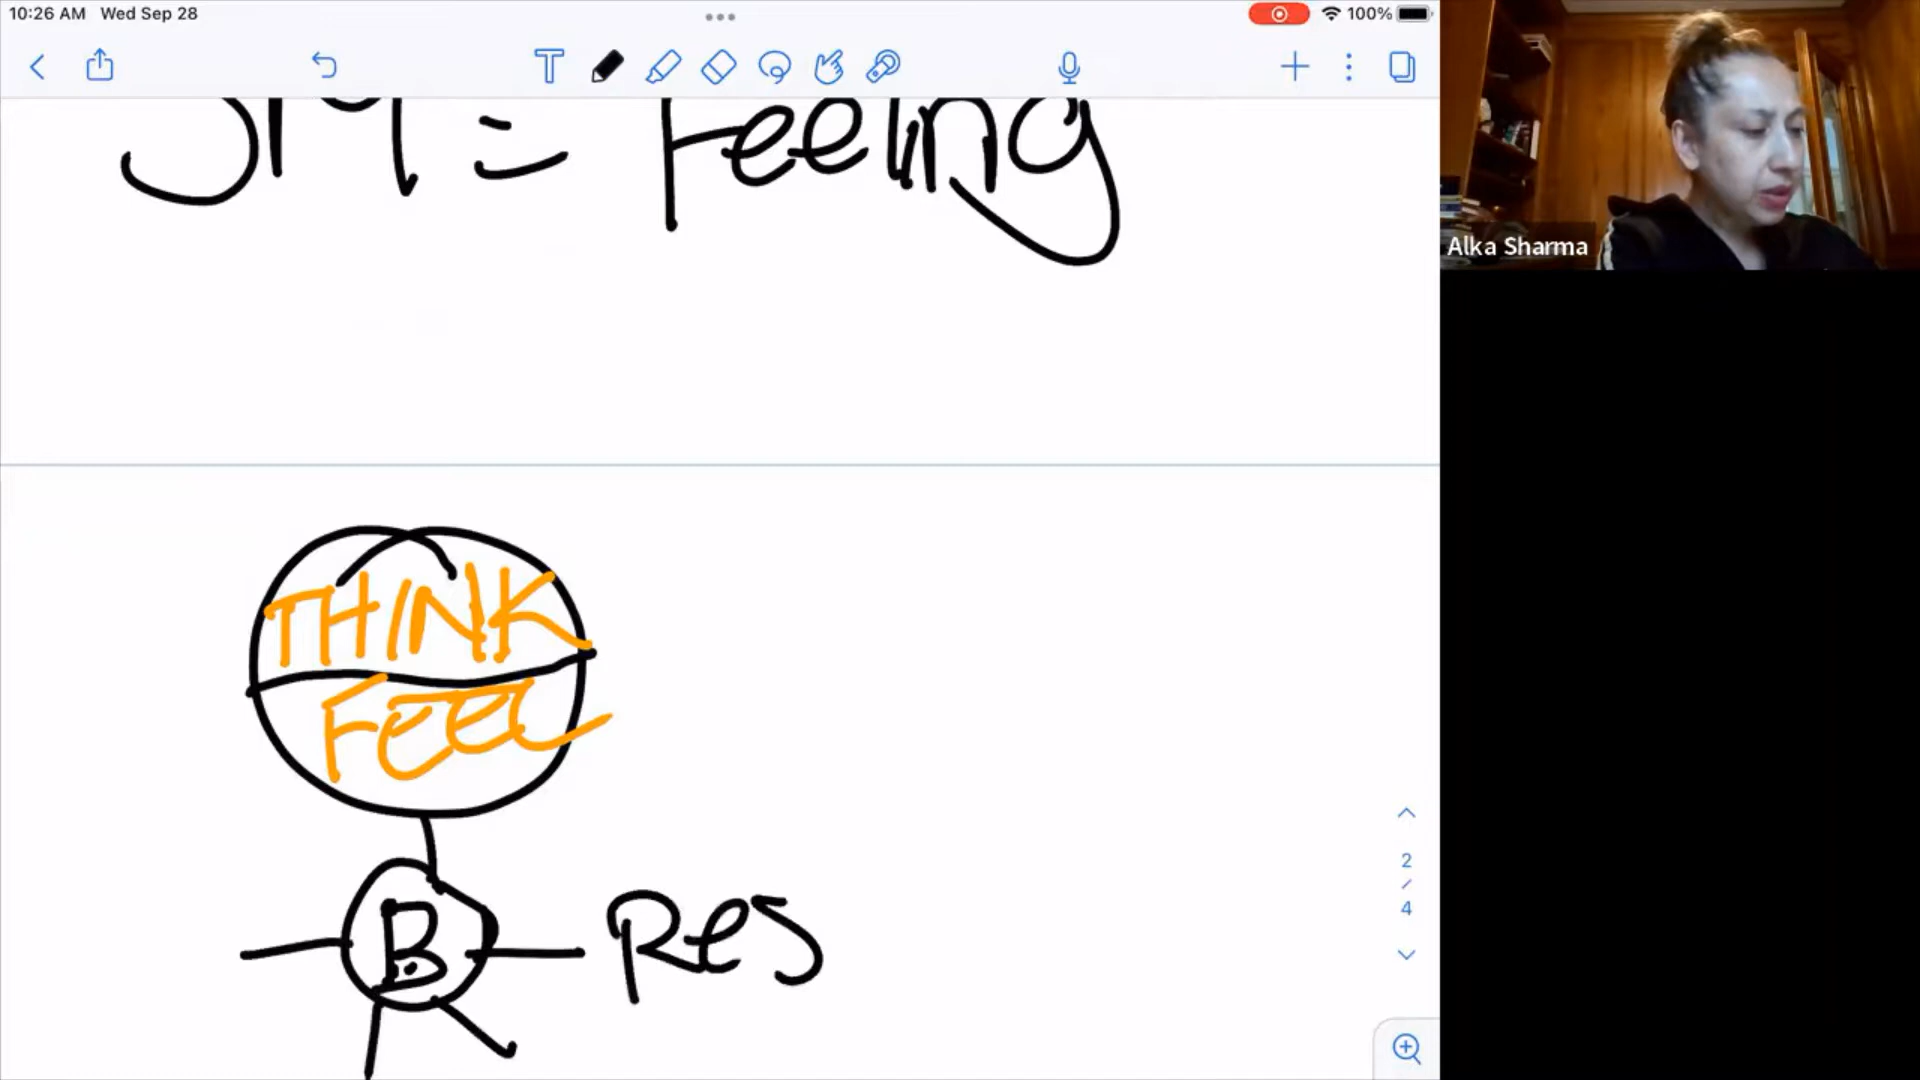 10:26 AM Wed Sep 28
100%
T
= Feeling
Alka Sharma
THINK
FEEL
2
/
4
B
Res